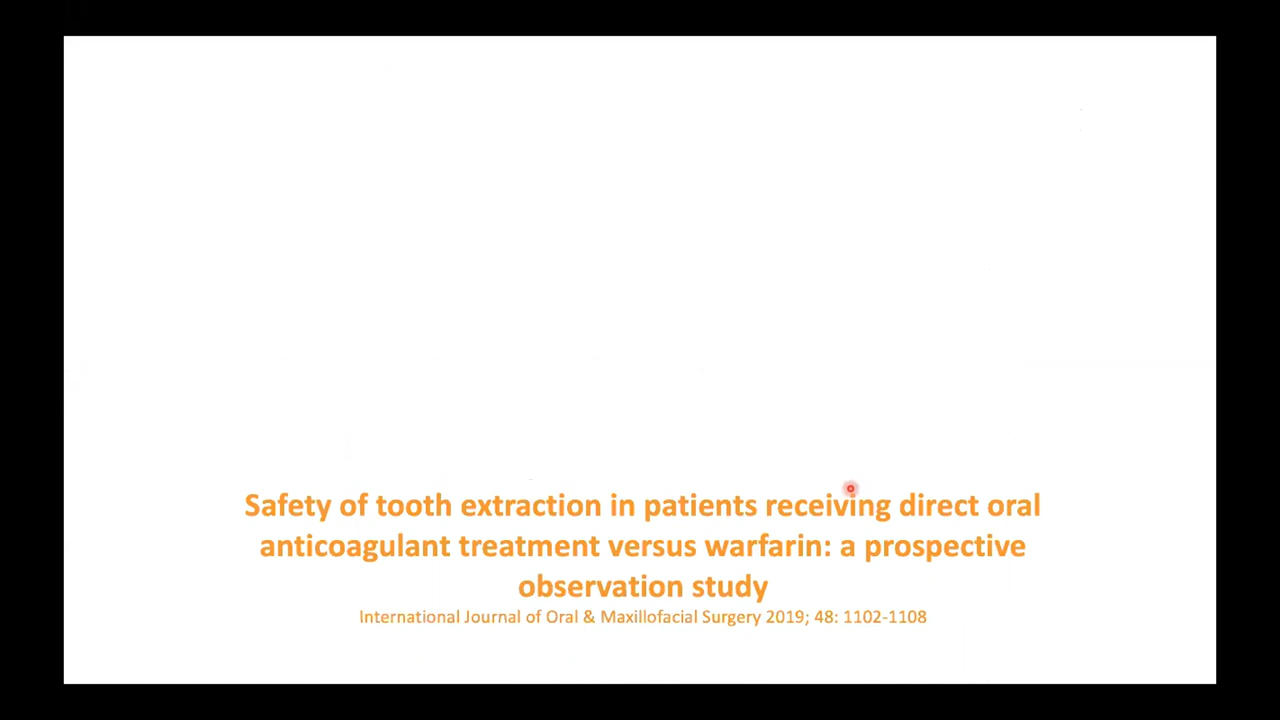 Safety of tooth extraction in patients receiving direct oral
anticoagulant treatment versus warfarin: a prospective
observation study
International Journal of Oral & Maxillofacial Surgery 2019; 48: 1102-1108